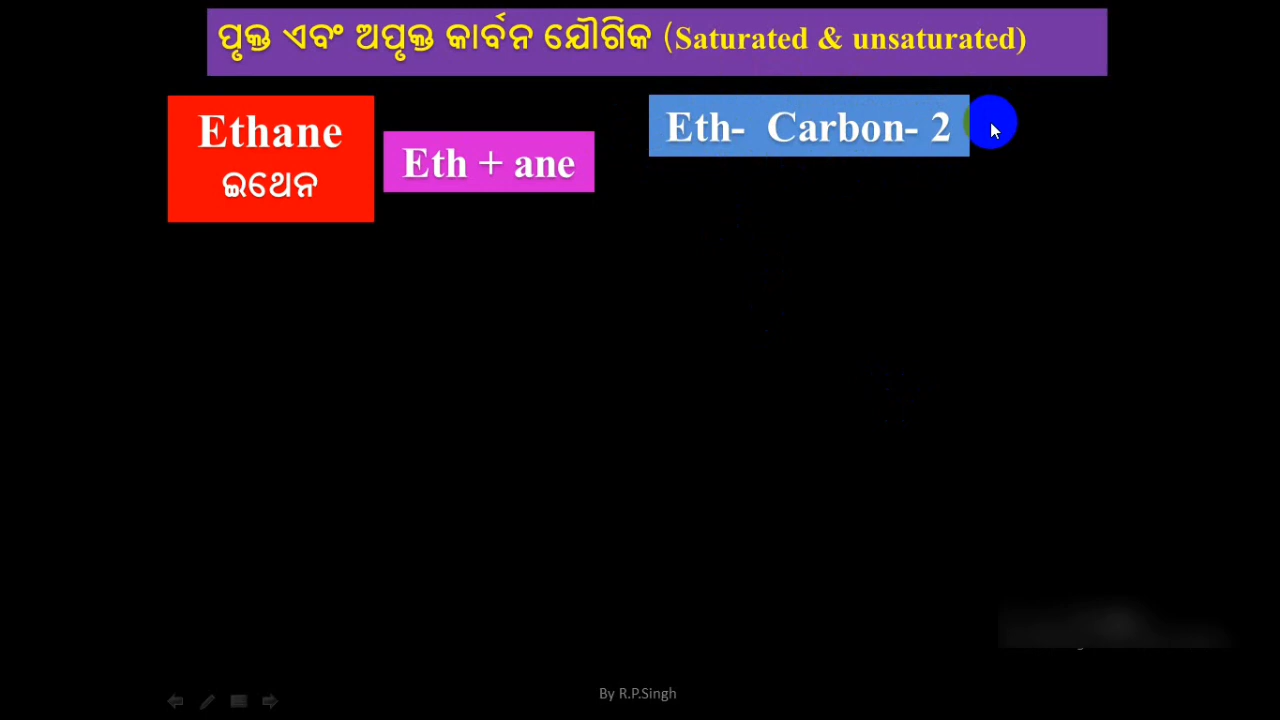 ପୃକ୍ତ ଏବଂ ଅପୃକ୍ତ କାର୍ବନ ଯୌଗିକ (Saturated & unsaturated)
Ethane
ଇଥେନ
Eth + ane
Eth- Carbon- 2
By R.P.Singh